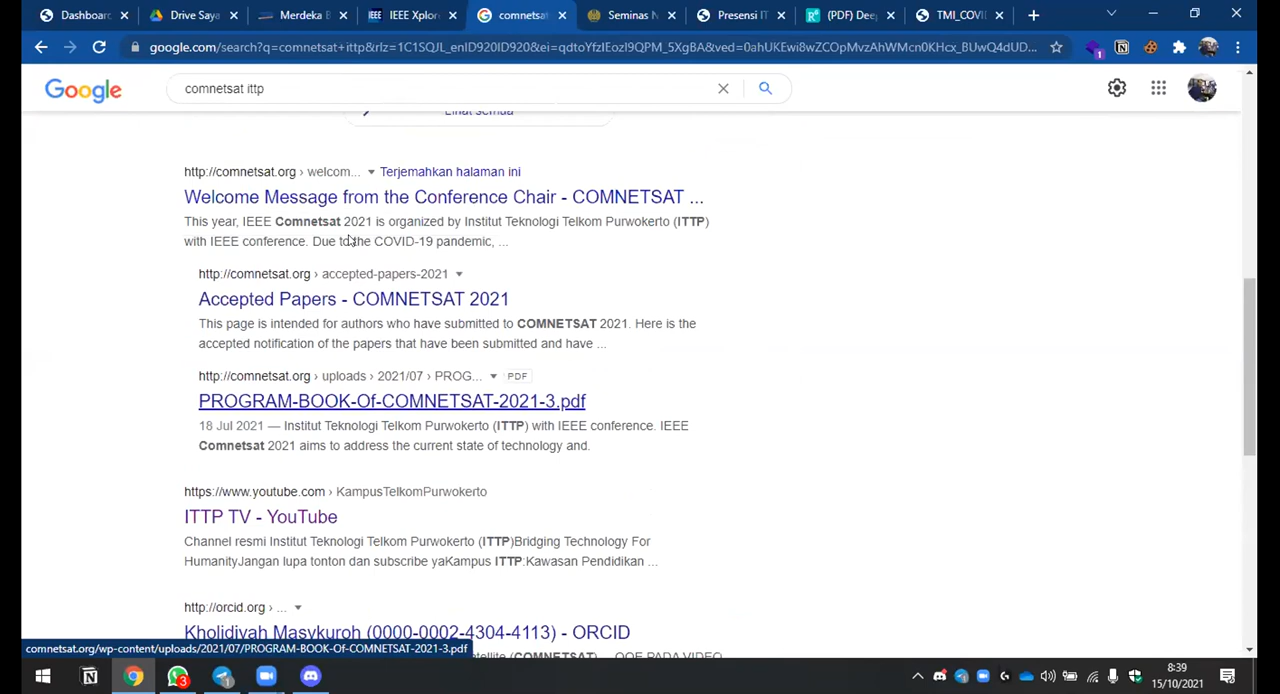 Dashboar
Drive Saya
Merdeka B
IEEE Xplor
comnetsat
Seminas N
Presensi IT
(PDF) Deep
TMI_COVI
google.com/search?q=comnetsat+ittp&rlz=1C1SQJL_enID920ID920&ei=qdtoYfzIEozl9QPM_5XgBA&ved=0ahUKEwi8wZCOpMvzAhWMcn0KHcx_BUwQ4dUD...
1
Google
comnetsat ittp
Lihat semua
http://comnetsat.org › welcom... Terjemahkan halaman ini
Welcome Message from the Conference Chair - COMNETSAT ...
This year, IEEE Comnetsat 2021 is organized by Institut Teknologi Telkom Purwokerto (ITTP)
with IEEE conference. Due to the COVID-19 pandemic, ...
http://comnetsat.org › accepted-papers-2021
Accepted Papers - COMNETSAT 2021
This page is intended for authors who have submitted to COMNETSAT 2021. Here is the
accepted notification of the papers that have been submitted and have ...
http://comnetsat.org › uploads › 2021/07 › PROG... PDF
PROGRAM-BOOK-Of-COMNETSAT-2021-3.pdf
18 Jul 2021 — Institut Teknologi Telkom Purwokerto (ITTP) with IEEE conference. IEEE
Comnetsat 2021 aims to address the current state of technology and.
https://www.youtube.com › KampusTelkomPurwokerto
ITTP TV - YouTube
Channel resmi Institut Teknologi Telkom Purwokerto (ITTP)Bridging Technology For
HumanityJangan lupa tonton dan subscribe yaKampus ITTP:Kawasan Pendidikan ...
http://orcid.org › ...
Kholidiyah Masykuroh (0000-0002-4304-4113) - ORCID
(COMNETSAT) QOE PADA VIDEO
comnetsat.org/wp-content/uploads/2021/07/PROGRAM-BOOK-Of-COMNETSAT-2021-3.pdf
3
1
8:39
15/10/2021